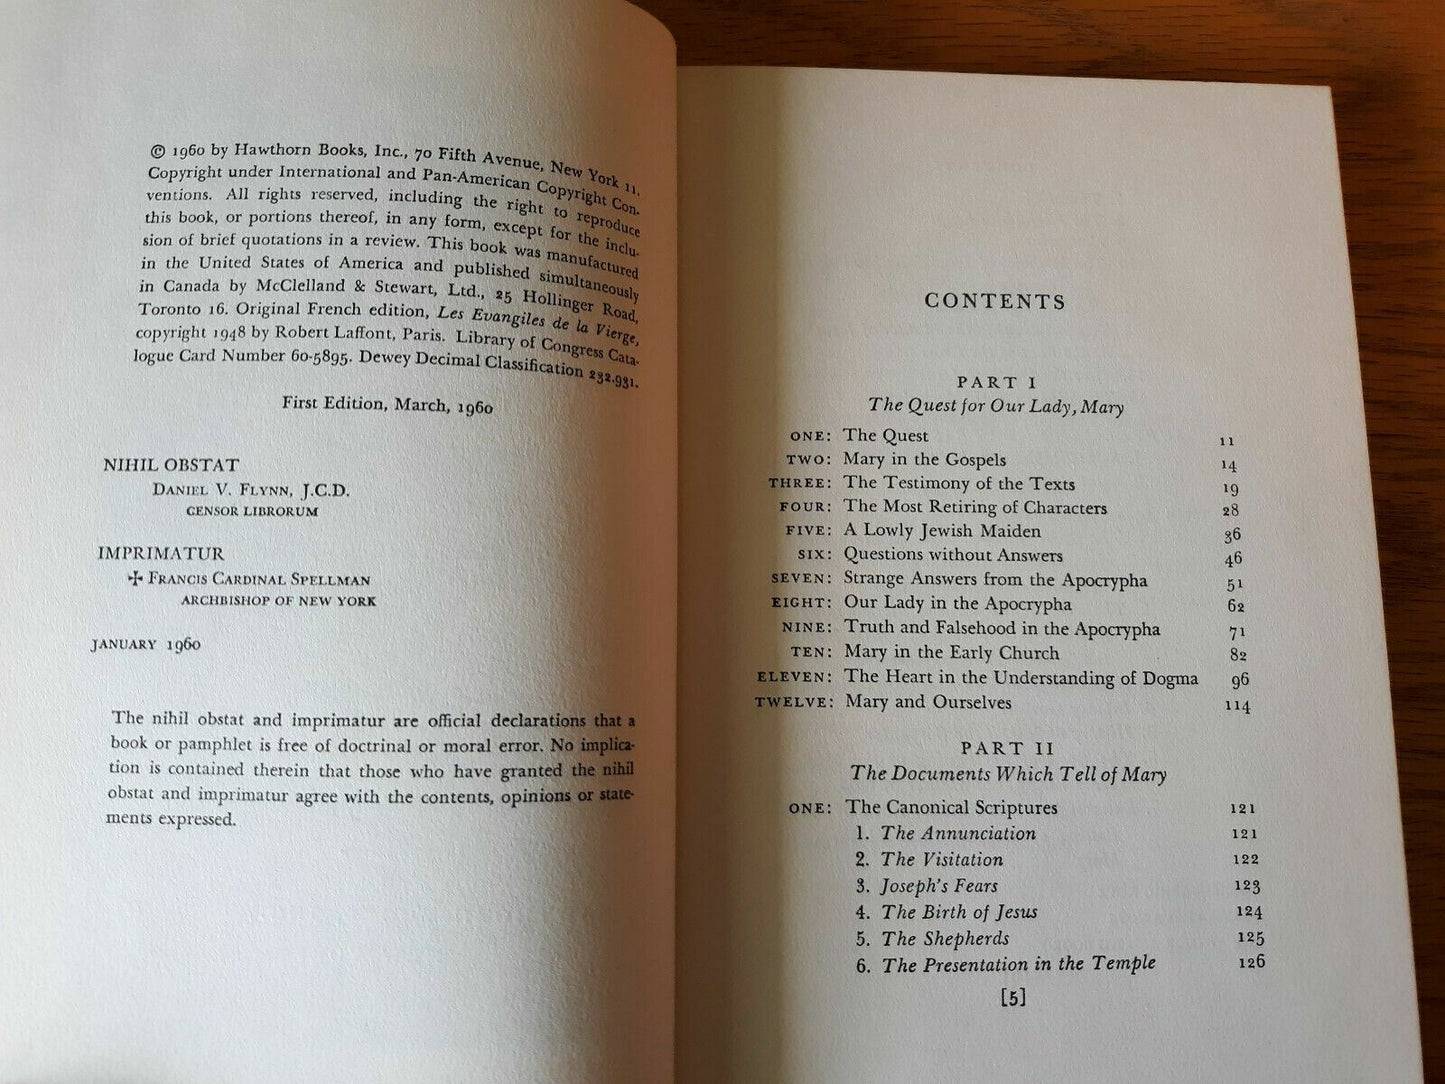 © 1960 by Hawthorn Books, Inc., 70 Fifth Avenue, New York 11.
Copyright under International and Pan-American Copyright Con-
ventions. All rights reserved, including the right to reproduce
this book, or portions thereof, in any form, except for the inclu-
sion of brief quotations in a review. This book was manufactured
in the United States of America and published simultaneously
in Canada by McClelland & Stewart, Ltd., 25 Hollinger Road,
Toronto 16. Original French edition, Les Evangiles de la Vierge,
copyright 1948 by Robert Laffont, Paris. Library of Congress Cata-
logue Card Number 60-5895. Dewey Decimal Classification 232.931.
First Edition, March, 1960
NIHIL OBSTAT
DANIEL V. FLYNN, J.C.D.
CENSOR LIBRORUM
IMPRIMATUR
✠ FRANCIS CARDINAL SPELLMAN
ARCHBISHOP OF NEW YORK
JANUARY 1960
The nihil obstat and imprimatur are official declarations that a
book or pamphlet is free of doctrinal or moral error. No implica-
tion is contained therein that those who have granted the nihil
obstat and imprimatur agree with the contents, opinions or state-
ments expressed.
CONTENTS
PART I
The Quest for Our Lady, Mary
ONE: The Quest 11
TWO: Mary in the Gospels 14
THREE: The Testimony of the Texts 19
FOUR: The Most Retiring of Characters 28
FIVE: A Lowly Jewish Maiden 36
SIX: Questions without Answers 46
SEVEN: Strange Answers from the Apocrypha 51
EIGHT: Our Lady in the Apocrypha 62
NINE: Truth and Falsehood in the Apocrypha 71
TEN: Mary in the Early Church 82
ELEVEN: The Heart in the Understanding of Dogma 96
TWELVE: Mary and Ourselves 114
PART II
The Documents Which Tell of Mary
ONE: The Canonical Scriptures 121
1. The Annunciation 121
2. The Visitation 122
3. Joseph's Fears 123
4. The Birth of Jesus 124
5. The Shepherds 125
6. The Presentation in the Temple 126
[5]